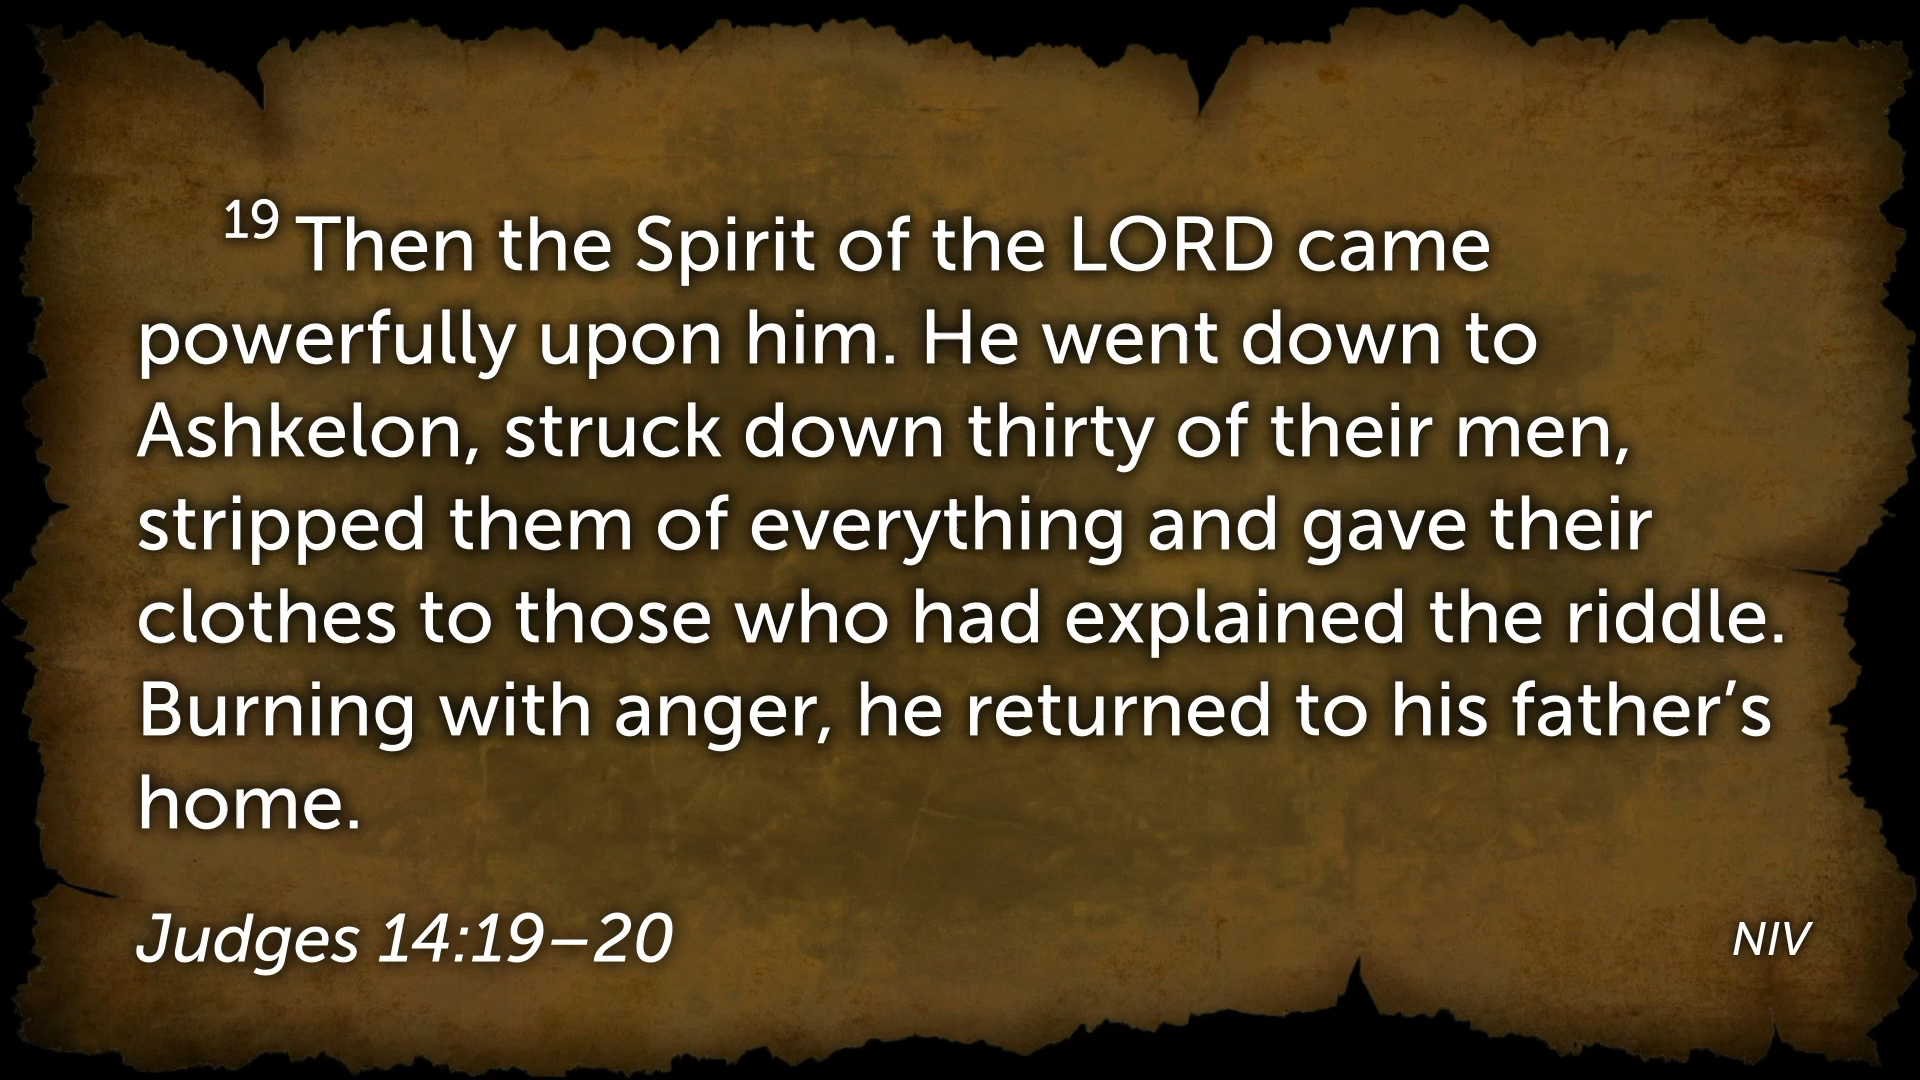 19 Then the Spirit of the LORD came
powerfully upon him. He went down to
Ashkelon, struck down thirty of their men,
stripped them of everything and gave their
clothes to those who had explained the riddle.
Burning with anger, he returned to his father’s
home.
Judges 14:19–20
NIV